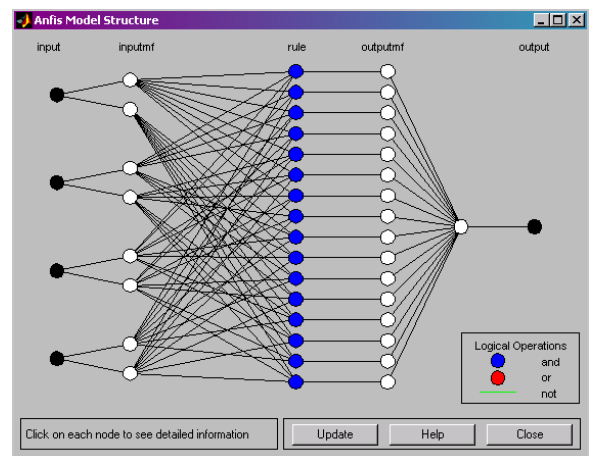 Anfis Model Structure
input inputmf rule outputmf output
Logical Operations
and
or
not
Click on each node to see detailed information
Update Help Close